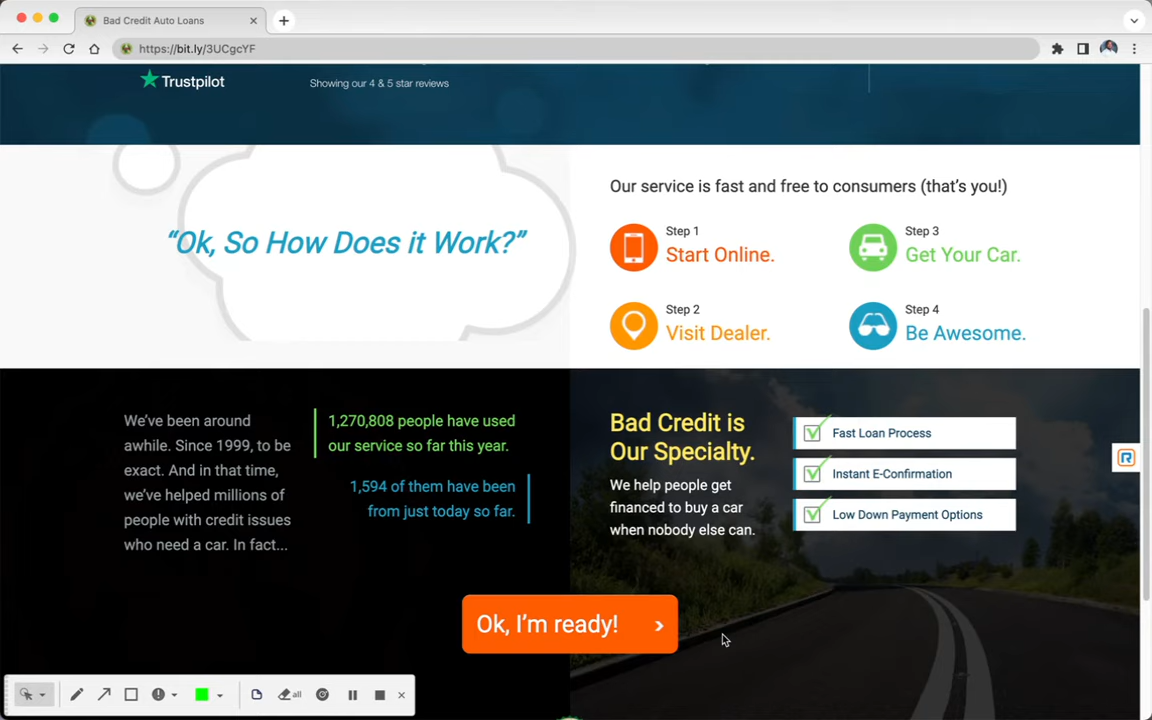 Bad Credit Auto Loans
https://bit.ly/3UCgcYF
Trustpilot
Showing our 4 & 5 star reviews
“Ok, So How Does it Work?”
Our service is fast and free to consumers (that’s you!)
Step 1
Start Online.
Step 3
Get Your Car.
Step 2
Visit Dealer.
Step 4
Be Awesome.
We’ve been around
awhile. Since 1999, to be
exact. And in that time,
we’ve helped millions of
people with credit issues
who need a car. In fact...
1,270,808 people have used
our service so far this year.
1,594 of them have been
from just today so far.
Bad Credit is
Our Specialty.
We help people get
financed to buy a car
when nobody else can.
Fast Loan Process
Instant E-Confirmation
Low Down Payment Options
Ok, I’m ready!
all